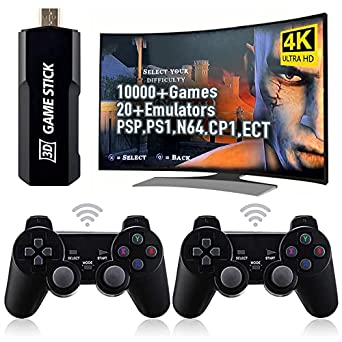 3D GAME STICK
SELECT YOUR
DIFFICULTY
4K
ULTRA HD
10000+Games
20+Emulators
PSP,PS1,N64,CP1,ECT
X = SELECT
= BACK
SELECT
START
MODE
Y
X
B
A
SELECT
START
MODE
Y
X
B
A